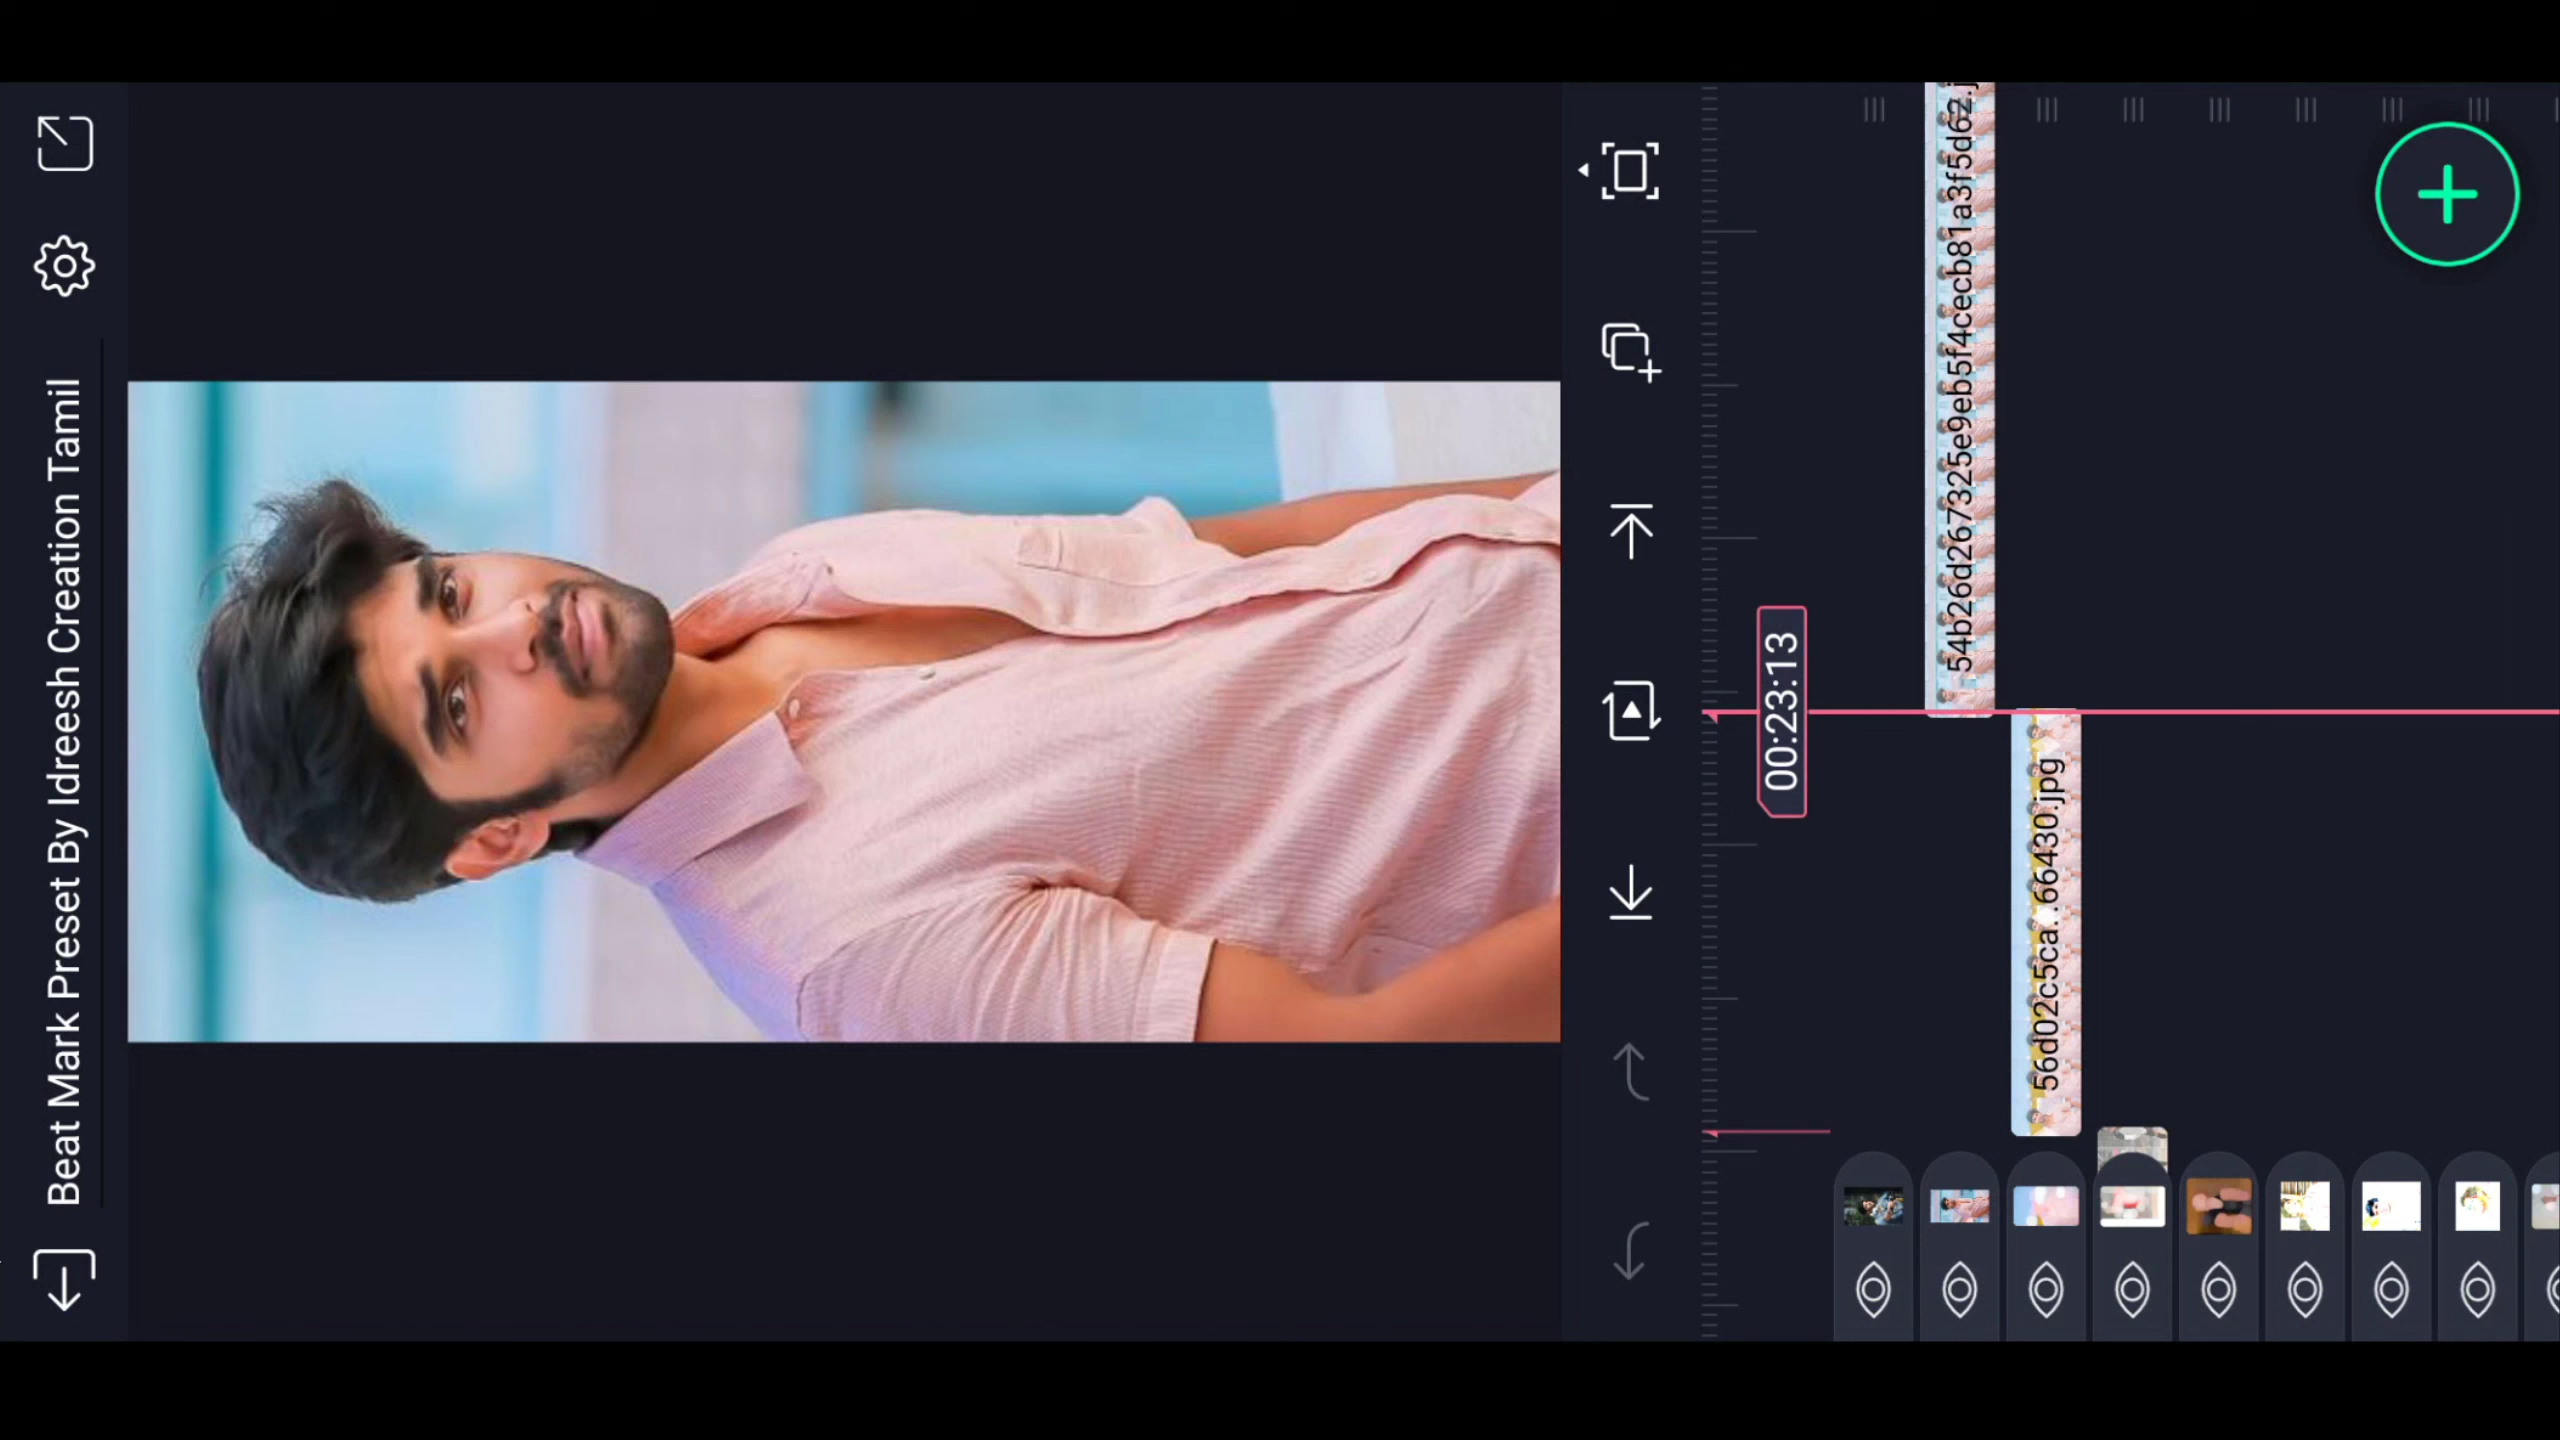 Beat Mark Preset By Idreesh Creation Tamil
00:23:13
54b26d267325e9eb5f4cecb81a3f5d62.j
56d02c5ca..66430.jpg